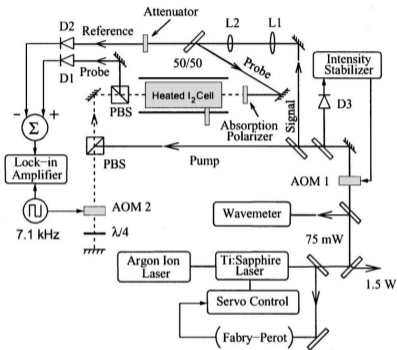 Attenuator
D2
Reference
L2
L1
50/50
D1
Probe
Probe
Intensity
Stabilizer
Heated I2Cell
PBS
Absorption
Polarizer
Signal
D3
-
+
Σ
Lock-in
Amplifier
PBS
Pump
AOM 1
AOM 2
7.1 kHz
λ/4
Wavemeter
75 mW
Argon Ion
Laser
Ti:Sapphire
Laser
1.5 W
Servo Control
(Fabry-Perot)